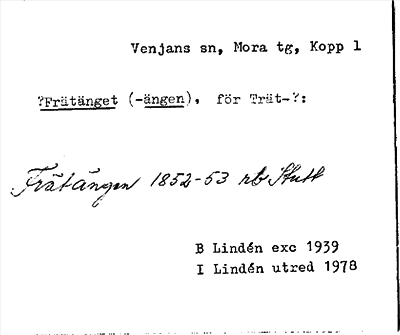 Venjans sn, Mora tg, Kopp 1
?Frätänget (-ängen), för Trät-?:
Frätängen 1852-53 rb Slutt
B Lindén exc 1939
I Lindén utred 1978